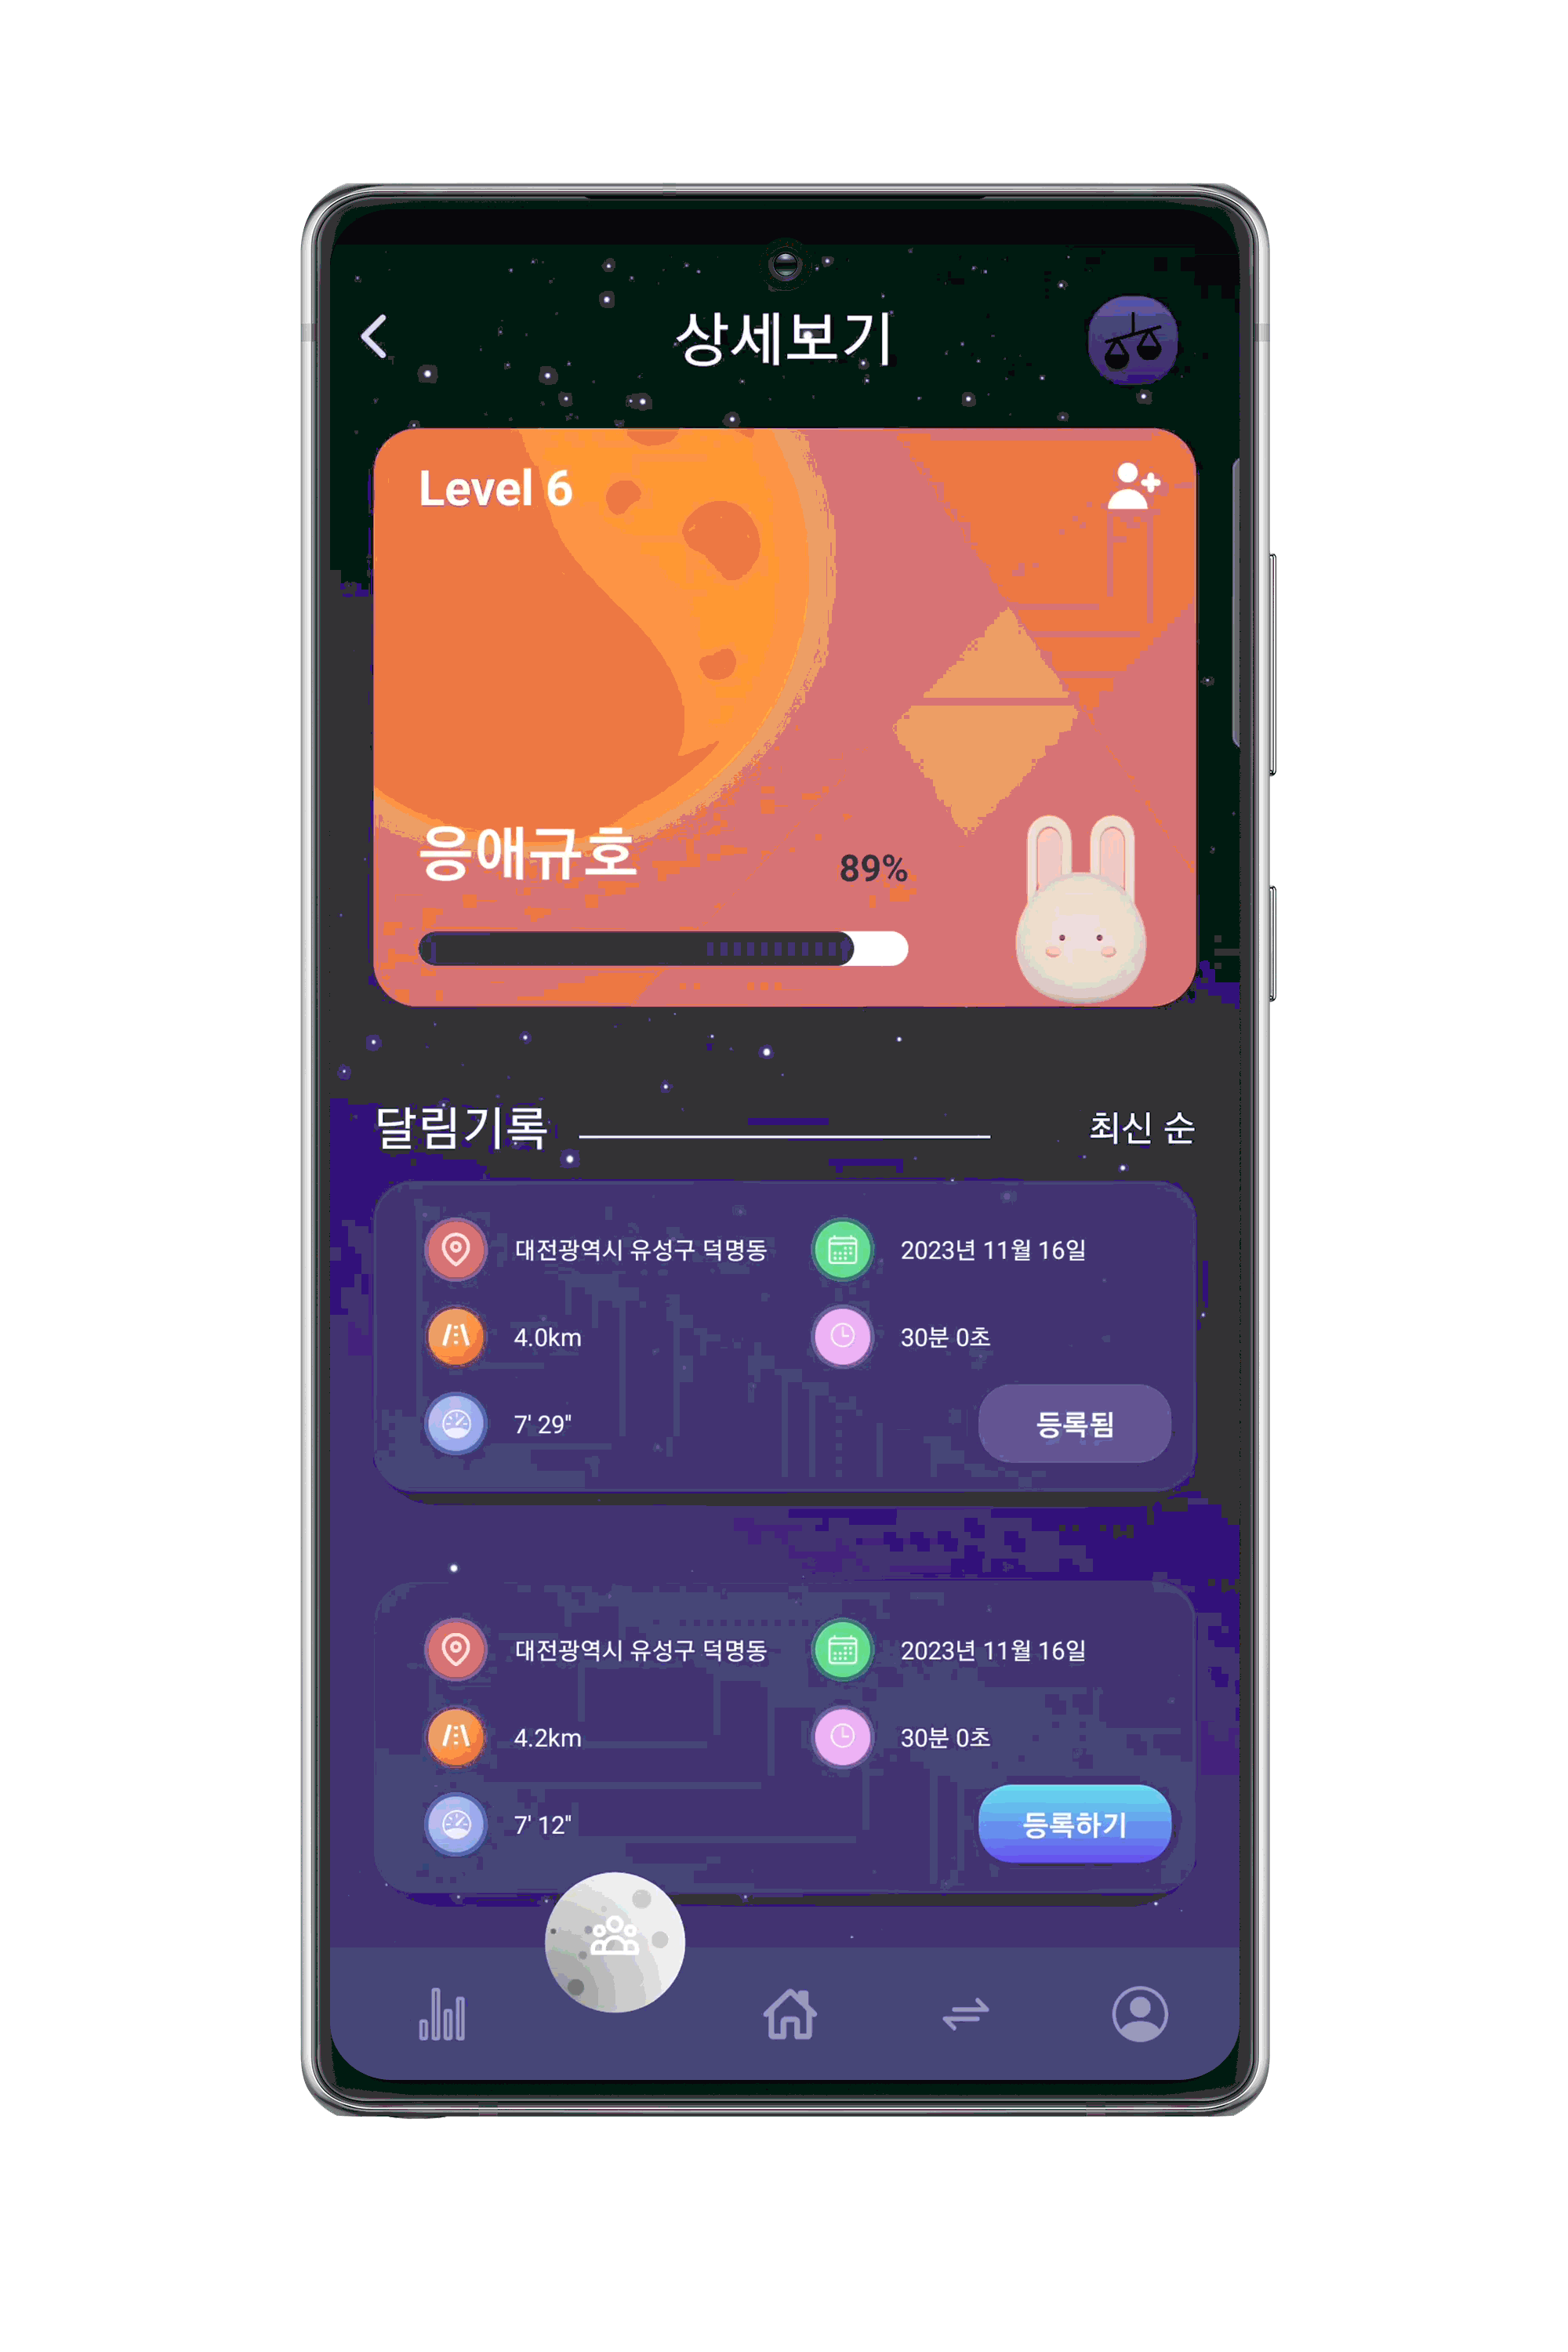 상세보기
Level 6
응애규호
89%
달림기록
최신 순
대전광역시 유성구 덕명동
2023년 11월 16일
4.0km
30분 0초
7' 29"
등록됨
대전광역시 유성구 덕명동
2023년 11월 16일
4.2km
30분 0초
7' 12"
등록하기